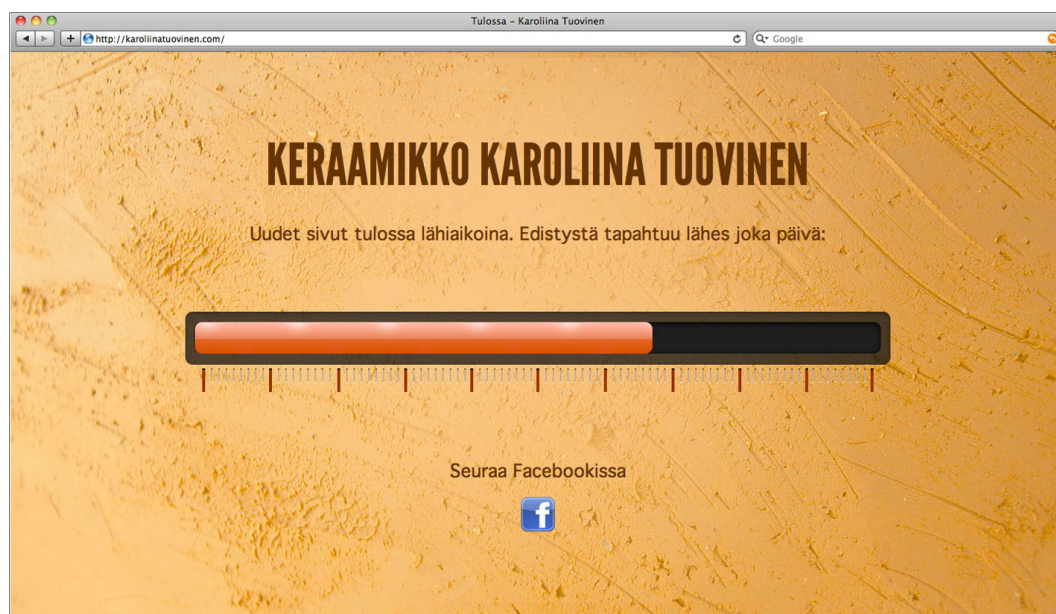 Tulossa – Karoliina Tuovinen
http://karoliinatuovinen.com/
Google
KERAAMIKKO KAROLIINA TUOVINEN
Uudet sivut tulossa lähiaikoina. Edistystä tapahtuu lähes joka päivä:
Seuraa Facebookissa
f